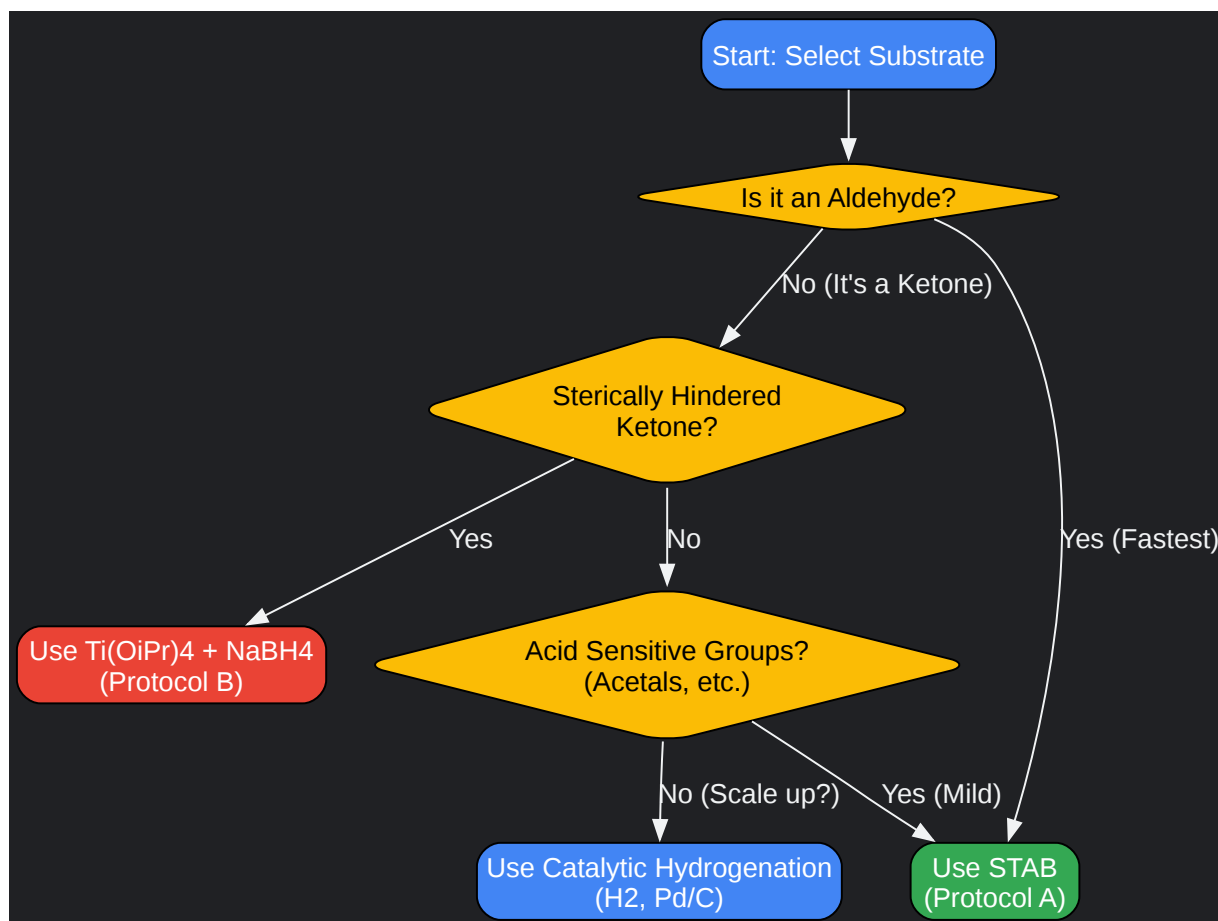 Start: Select Substrate
Is it an Aldehyde?
No (It's a Ketone)
Sterically Hindered
Ketone?
Yes
No
Yes (Fastest)
Use Ti(OiPr)4 + NaBH4
(Protocol B)
Acid Sensitive Groups?
(Acetals, etc.)
No (Scale up?)
Yes (Mild)
Use Catalytic Hydrogenation
(H2, Pd/C)
Use STAB
(Protocol A)